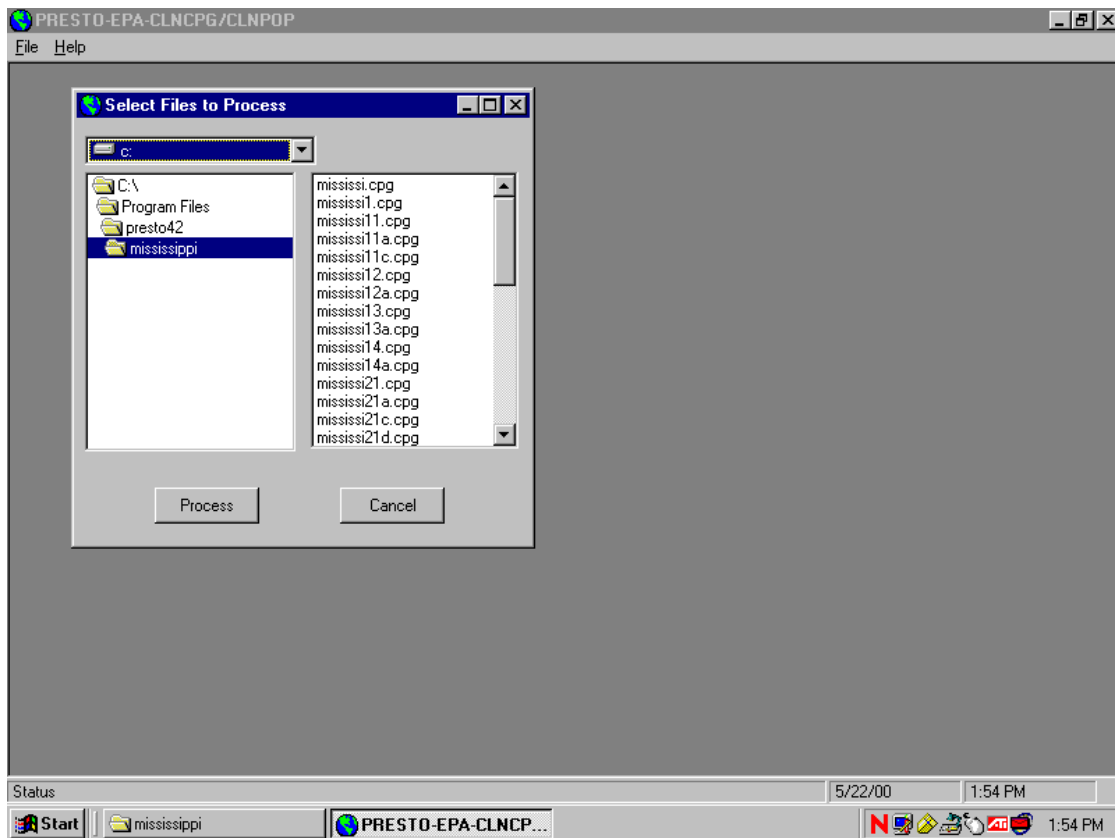 PRESTO-EPA-CLNCPG/CLNPOP
File Help
Select Files to Process
c:
C:\
Program Files
presto42
mississippi
mississi.cpg
mississi1.cpg
mississi11.cpg
mississi11a.cpg
mississi11c.cpg
mississi12.cpg
mississi12a.cpg
mississi13.cpg
mississi13a.cpg
mississi14.cpg
mississi14a.cpg
mississi21.cpg
mississi21a.cpg
mississi21c.cpg
mississi21d.cpg
Process Cancel
Status 5/22/00 1:54 PM
Start mississippi PRESTO-EPA-CLNCP... N ATI 1:54 PM